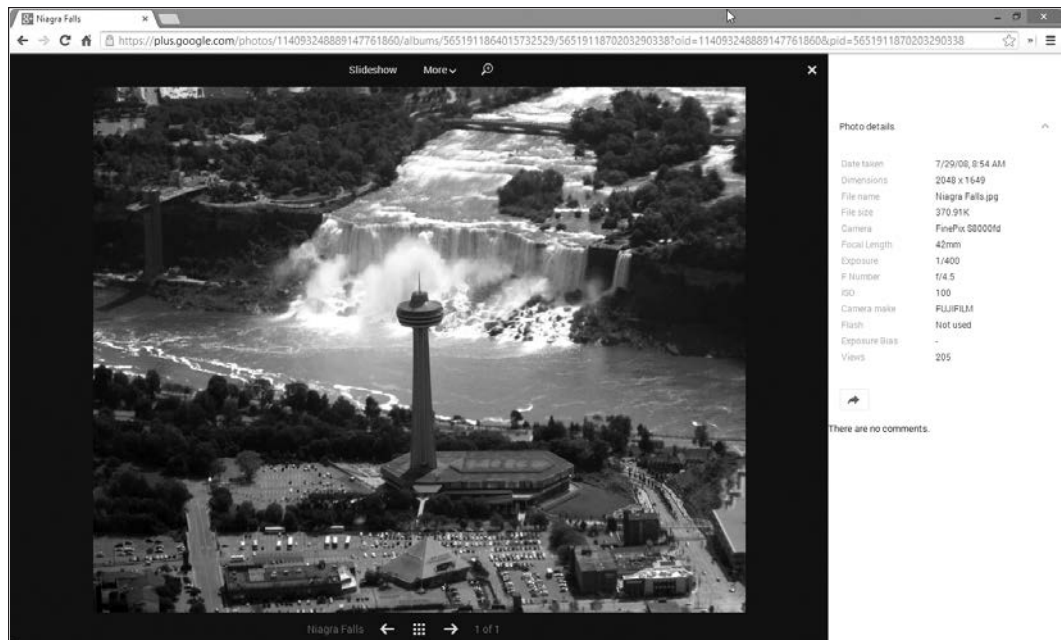 Niagra Falls
https://plus.google.com/photos/114093248889147761860/albums/5651911864015732529/5651911870203290338?oid=114093248889147761860&pid=5651911870203290338
Slideshow More
Photo details
Date taken 7/29/08, 8:54 AM
Dimensions 2048 x 1649
File name Niagra Falls.jpg
File size 370.91K
Camera FinePix S8000fd
Focal Length 42mm
Exposure 1/400
F Number f/4.5
ISO 100
Camera make FUJIFILM
Flash Not used
Exposure Bias -
Views 205
There are no comments.
Niagra Falls 1 of 1